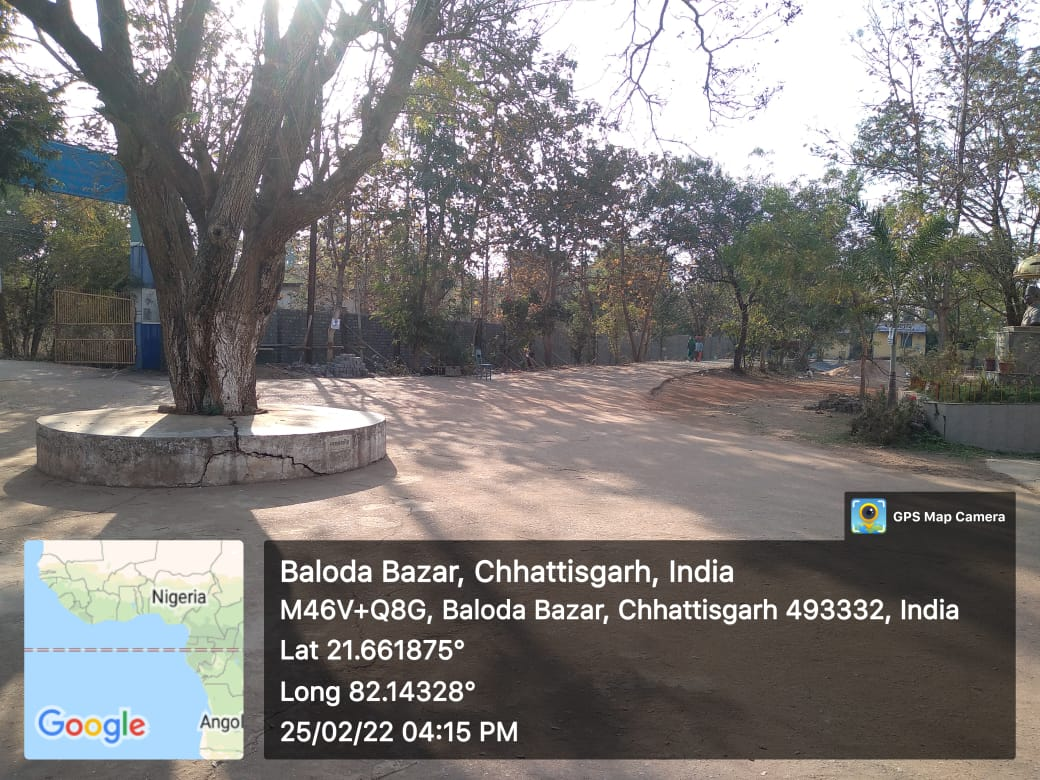 GPS Map Camera
Nigeria
Angol
Google
Baloda Bazar, Chhattisgarh, India
M46V+Q8G, Baloda Bazar, Chhattisgarh 493332, India
Lat 21.661875°
Long 82.14328°
25/02/22 04:15 PM